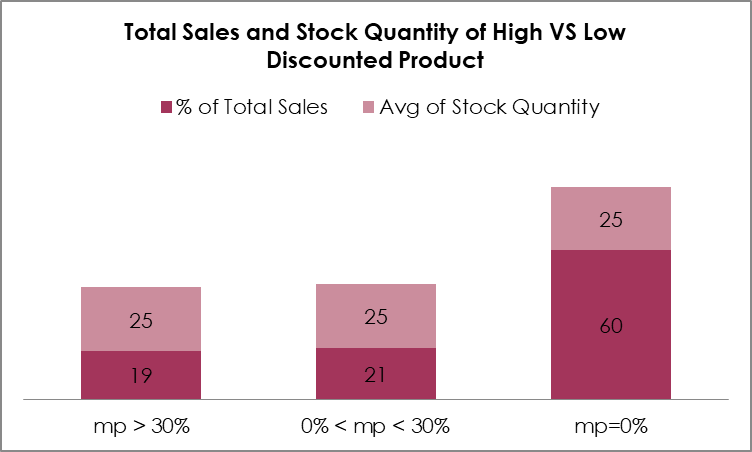 Total Sales and Stock Quantity of High VS Low
Discounted Product
% of Total Sales Avg of Stock Quantity
25
60
25
19
25
21
mp > 30% 0% < mp < 30% mp=0%